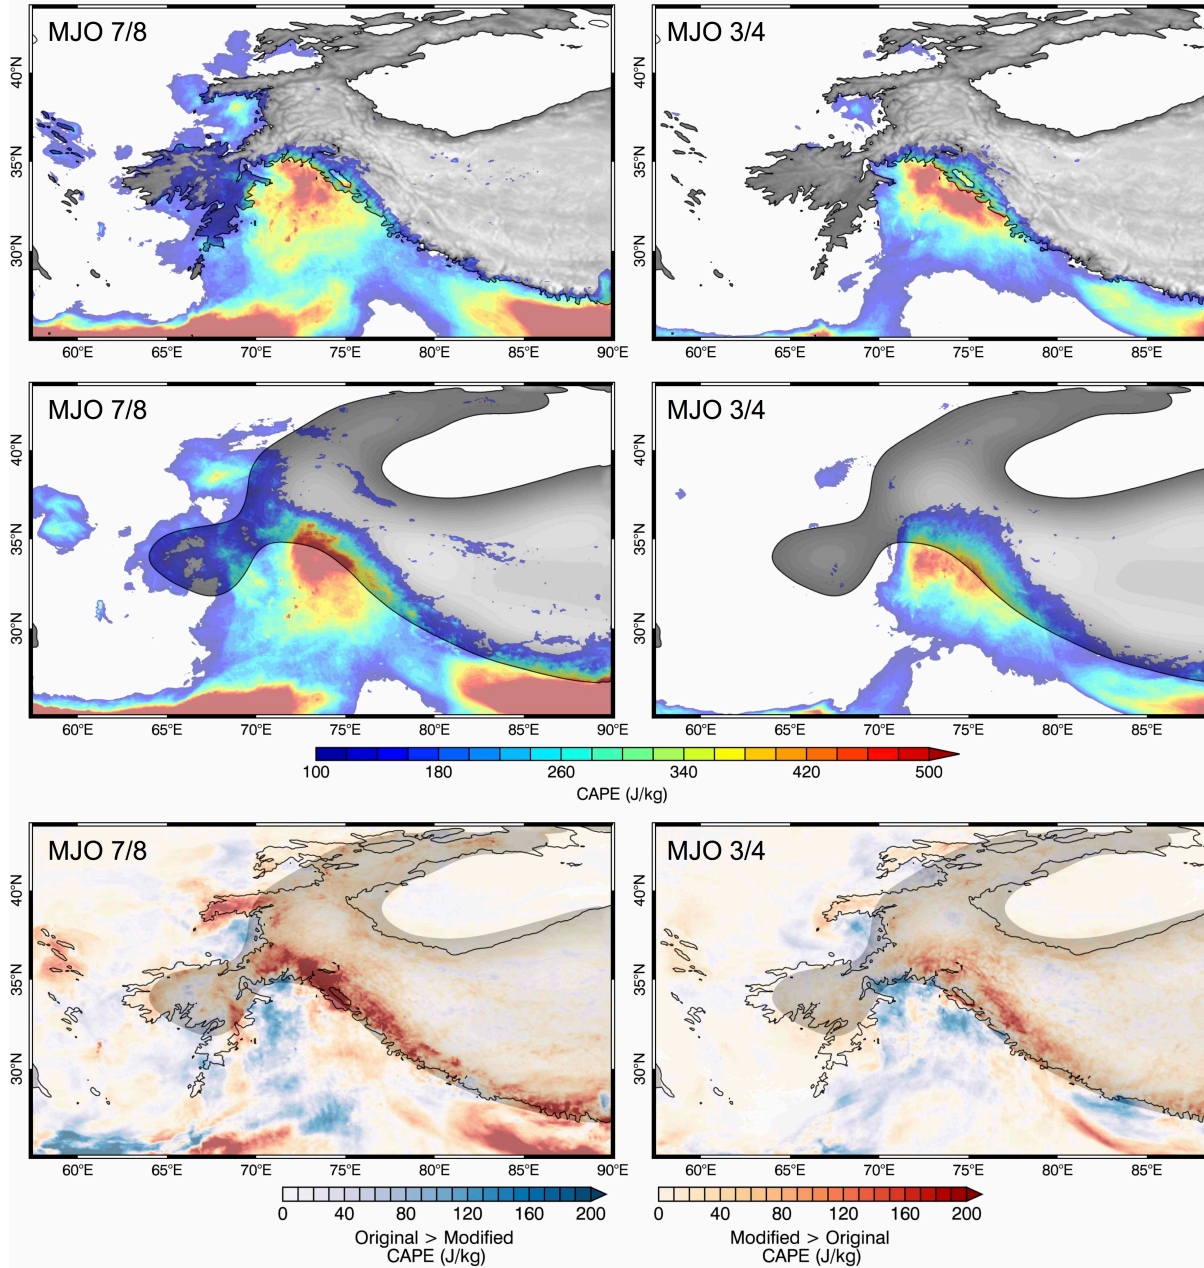 MJO 7/8
MJO 3/4
40°N
35°N
30°N
40°N
35°N
30°N
60°E 65°E 70°E 75°E 80°E 85°E 90°E
60°E 65°E 70°E 75°E 80°E 85°E
MJO 7/8
MJO 3/4
40°N
35°N
30°N
40°N
35°N
30°N
60°E 65°E 70°E 75°E 80°E 85°E 90°E
60°E 65°E 70°E 75°E 80°E 85°E
100 180 260 340 420 500
CAPE (J/kg)
MJO 7/8
MJO 3/4
40°N
35°N
30°N
40°N
35°N
30°N
60°E 65°E 70°E 75°E 80°E 85°E 90°E
60°E 65°E 70°E 75°E 80°E 85°E
0 40 80 120 160 200
Original > Modified
CAPE (J/kg)
0 40 80 120 160 200
Modified > Original
CAPE (J/kg)